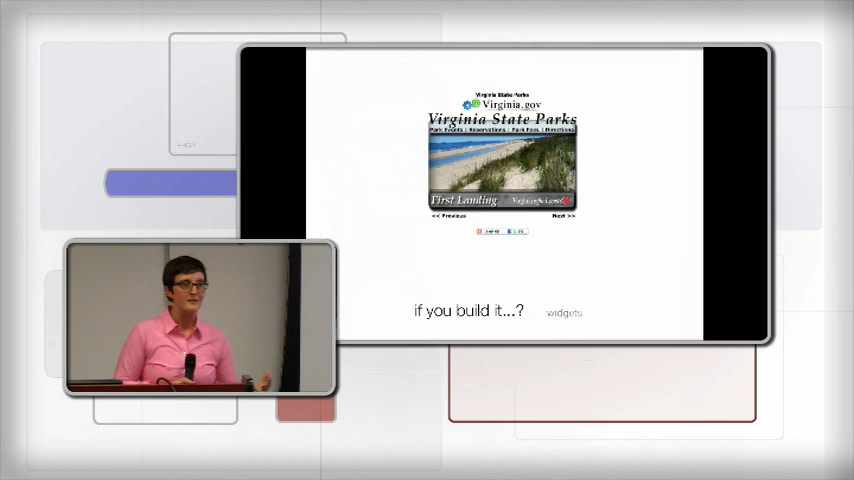 Virginia State Parks
Virginia.gov
Virginia State Parks
Park Events | Reservations | Park Fees | Directions
First Landing
<< Previous
Next >>
SHARE
if you build it...?
widgets